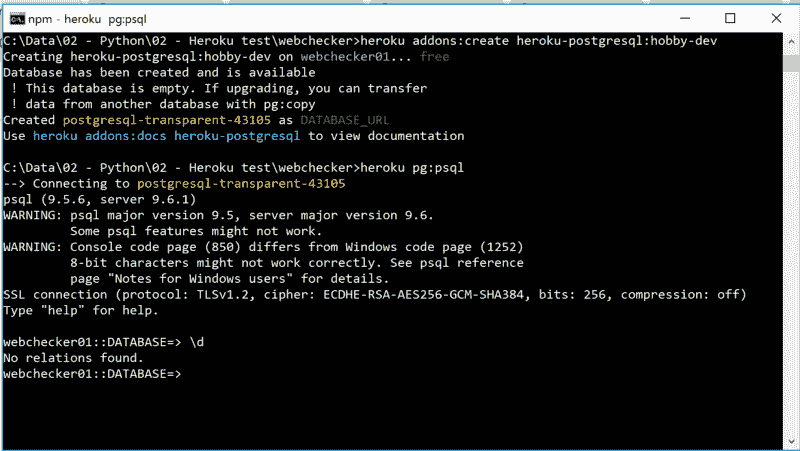 npm - heroku  pg:psql
C:\Data\02 - Python\02 - Heroku test\webchecker>heroku addons:create heroku-postgresql:hobby-dev
Creating heroku-postgresql:hobby-dev on webchecker01... free
Database has been created and is available
 ! This database is empty. If upgrading, you can transfer
 ! data from another database with pg:copy
Created postgresql-transparent-43105 as DATABASE_URL
Use heroku addons:docs heroku-postgresql to view documentation
C:\Data\02 - Python\02 - Heroku test\webchecker>heroku pg:psql
--> Connecting to postgresql-transparent-43105
psql (9.5.6, server 9.6.1)
WARNING: psql major version 9.5, server major version 9.6.
         Some psql features might not work.
WARNING: Console code page (850) differs from Windows code page (1252)
         8-bit characters might not work correctly. See psql reference
         page "Notes for Windows users" for details.
SSL connection (protocol: TLSv1.2, cipher: ECDHE-RSA-AES256-GCM-SHA384, bits: 256, compression: off)
Type "help" for help.
webchecker01::DATABASE=> \d
No relations found.
webchecker01::DATABASE=>